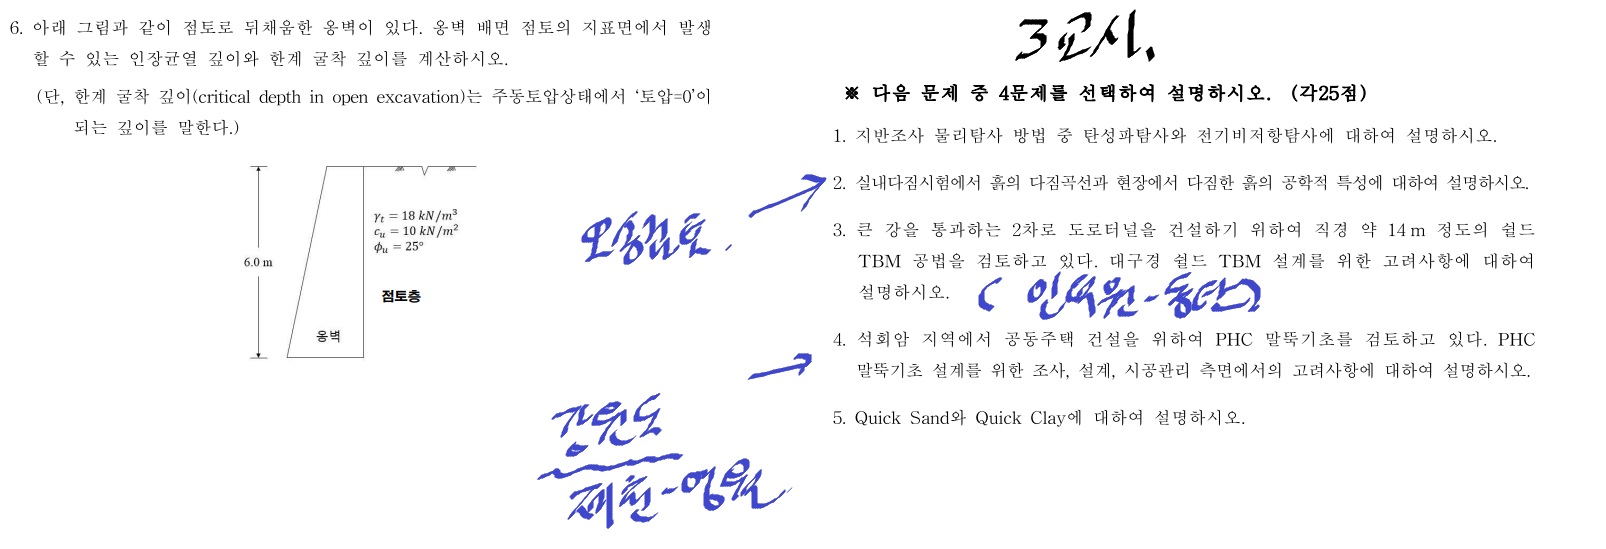 6. 아래 그림과 같이 점토로 뒤채움한 옹벽이 있다. 옹벽 배면 점토의 지표면에서 발생
할 수 있는 인장균열 깊이와 한계 굴착 깊이를 계산하시오.
(단, 한계 굴착 깊이(critical depth in open excavation)는 주동토압상태에서 ‘토압=0’이
되는 깊이를 말한다.)
γt = 18 kN/m³
cu = 10 kN/m²
ϕu = 25°
6.0 m
점토층
옹벽
3교시.
※ 다음 문제 중 4문제를 선택하여 설명하시오. (각25점)
1. 지반조사 물리탐사 방법 중 탄성파탐사와 전기비저항탐사에 대하여 설명하시오.
2. 실내다짐시험에서 흙의 다짐곡선과 현장에서 다짐한 흙의 공학적 특성에 대하여 설명하시오.
3. 큰 강을 통과하는 2차로 도로터널을 건설하기 위하여 직경 약 14 m 정도의 쉴드
TBM 공법을 검토하고 있다. 대구경 쉴드 TBM 설계를 위한 고려사항에 대하여
설명하시오.
(인덕원-동탄)
4. 석회암 지역에서 공동주택 건설을 위하여 PHC 말뚝기초를 검토하고 있다. PHC
말뚝기초 설계를 위한 조사, 설계, 시공관리 측면에서의 고려사항에 대하여 설명하시오.
강원도
제천-영월
5. Quick Sand와 Quick Clay에 대하여 설명하시오.